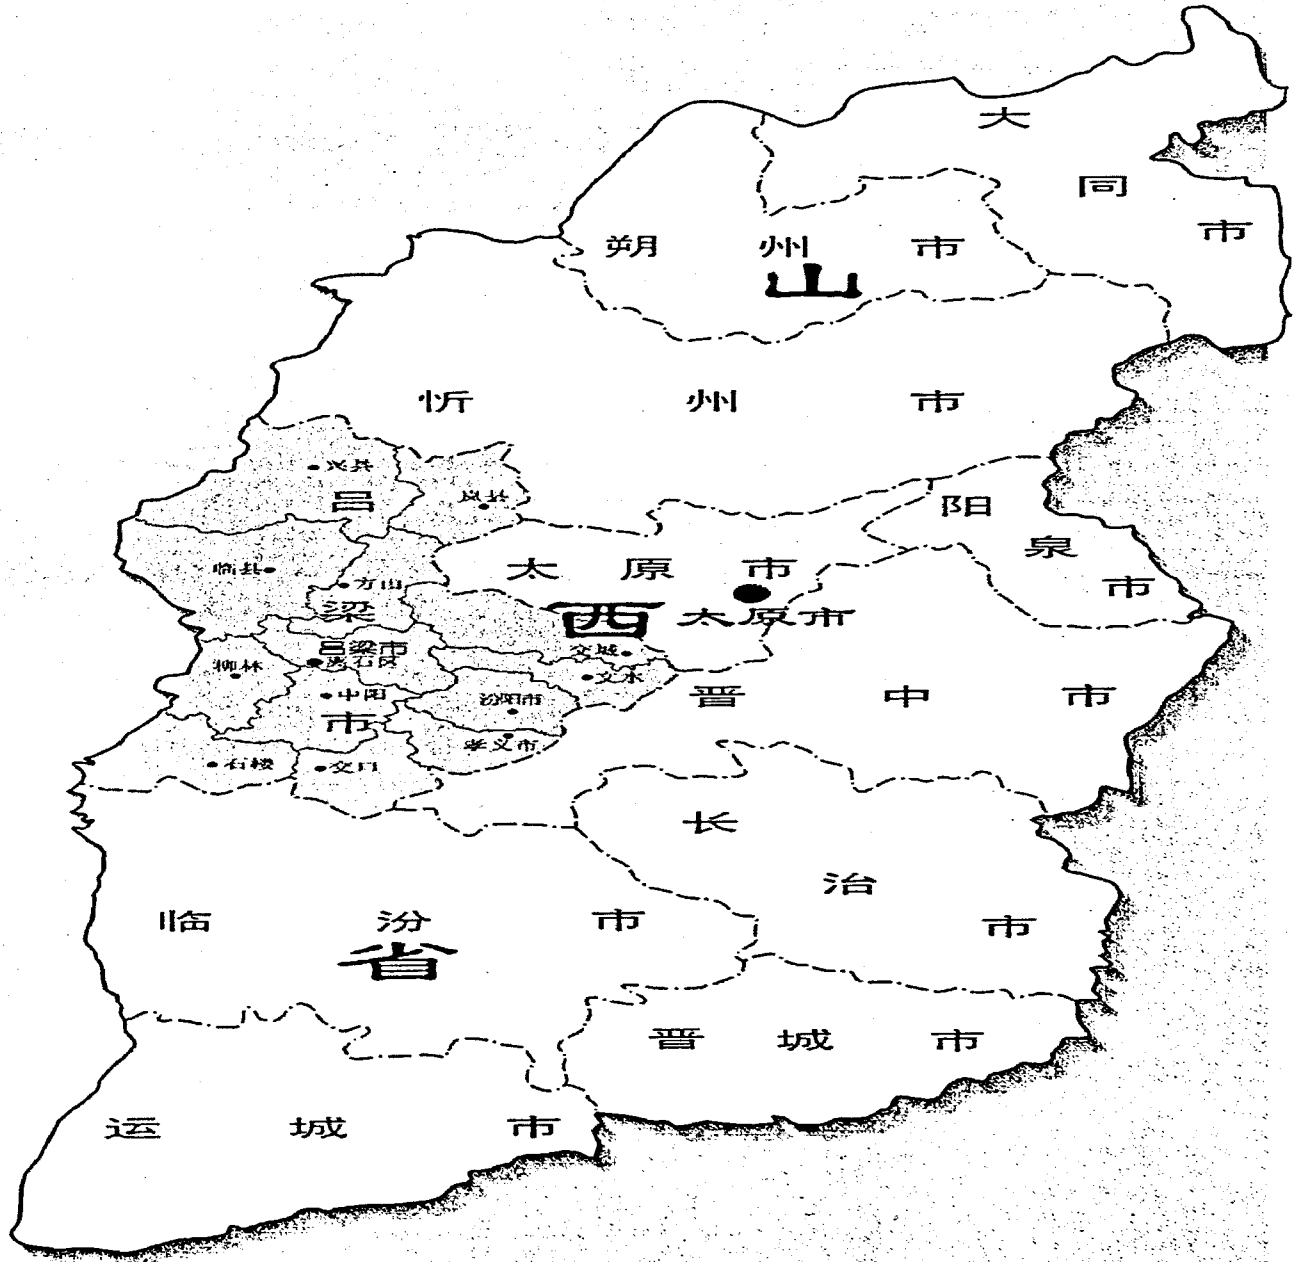 大同市
朔州市
山
忻州市
兴县
岚县
吕
阳泉市
太原市
临县
方山
梁
西
太原市
吕梁市
离石区
交城
柳林
文水
中阳
汾阳市
晋中市
市
孝义市
石楼
交口
长治市
临汾市
省
晋城市
运城市